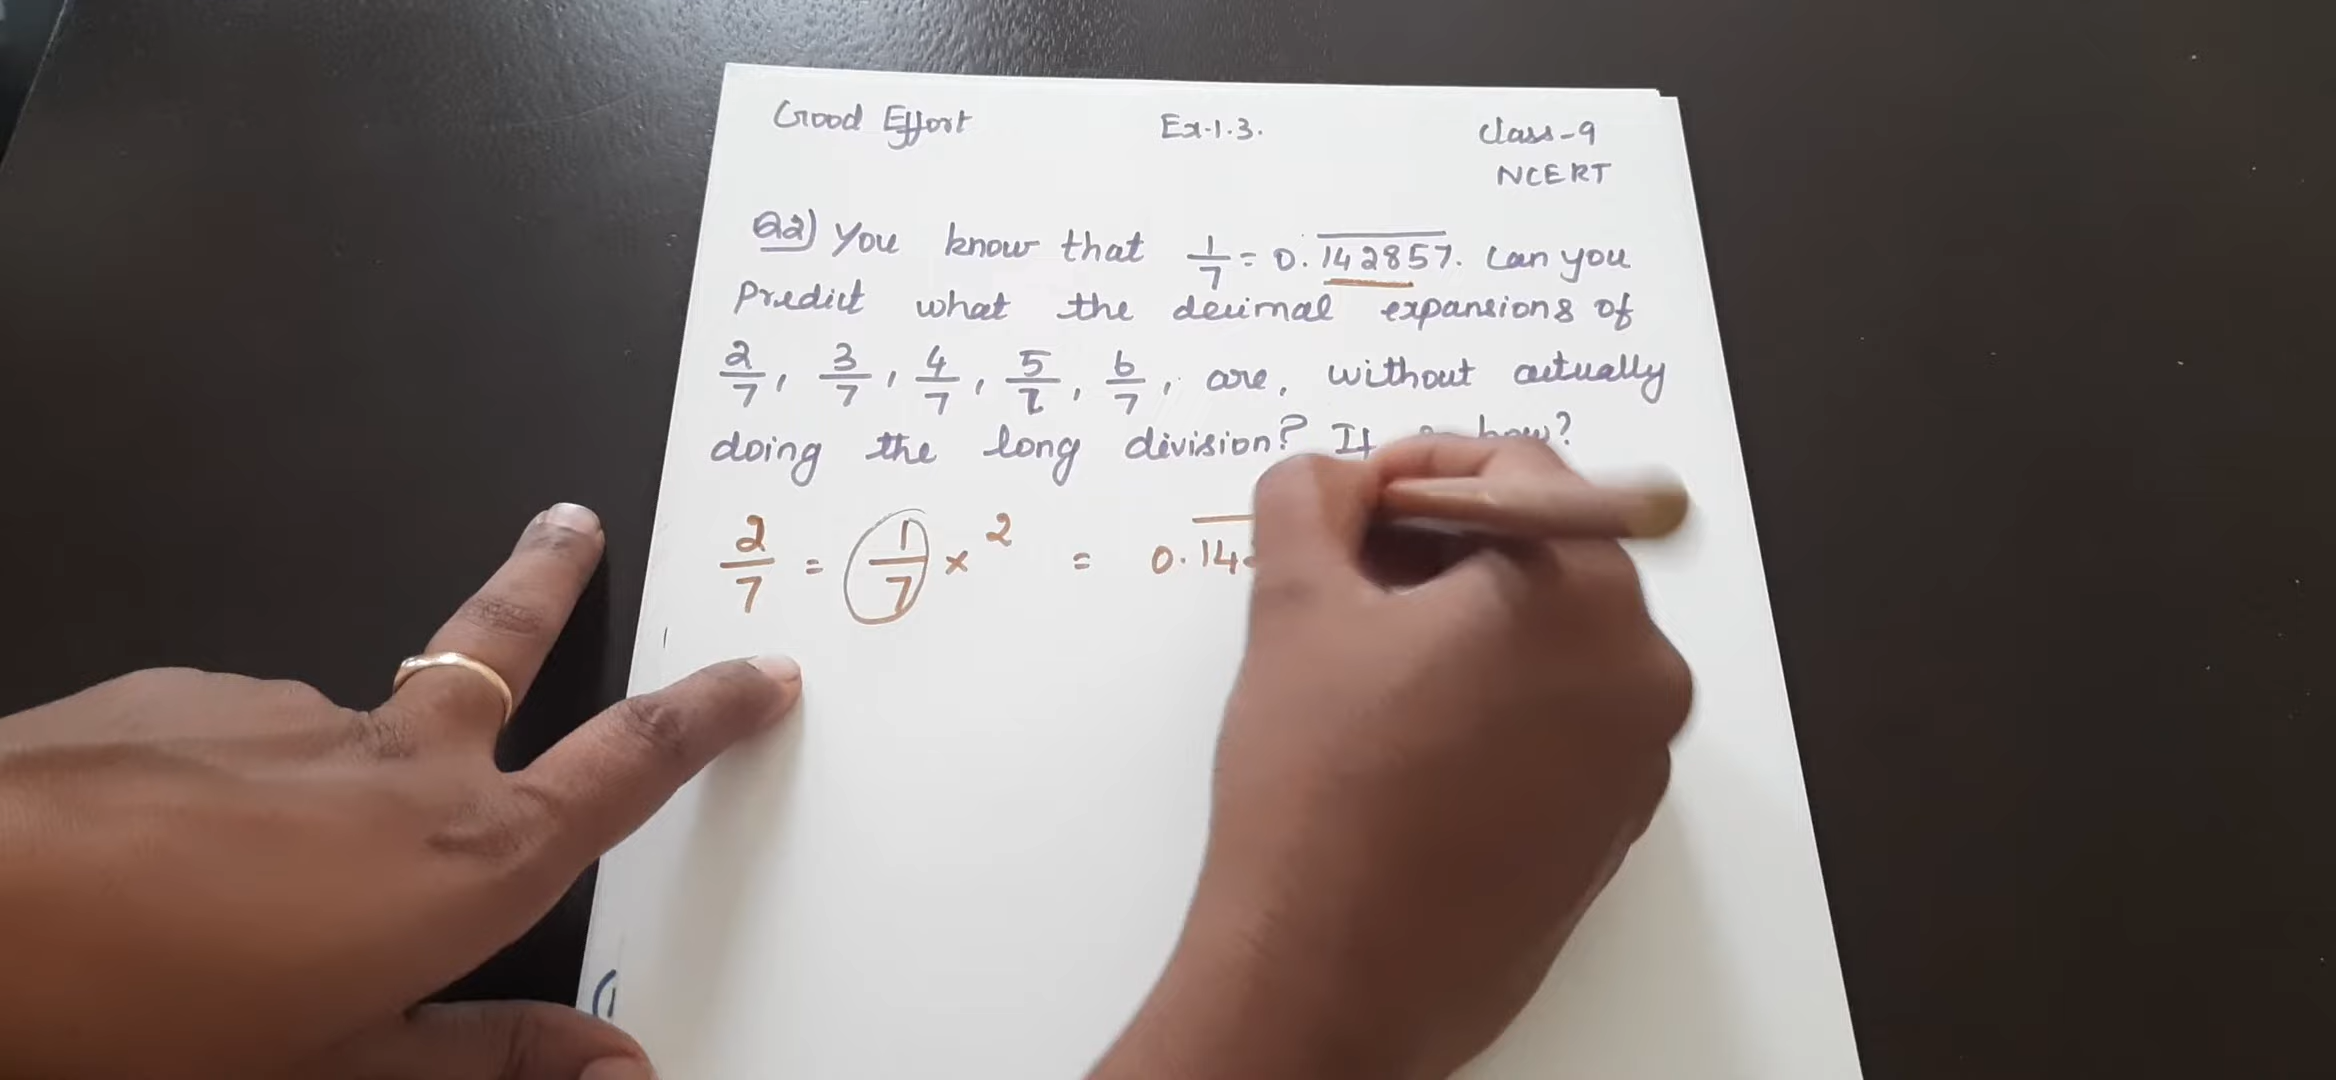 Good Effort Ex-1.3. Class-9
NCERT
Q2) You know that 1/7 = 0.142857. Can you
Predict what the decimal expansions of
2/7, 3/7, 4/7, 5/7, 6/7, are, without actually
doing the long division? If how?
2/7 = 1/7 × 2 = 0.14